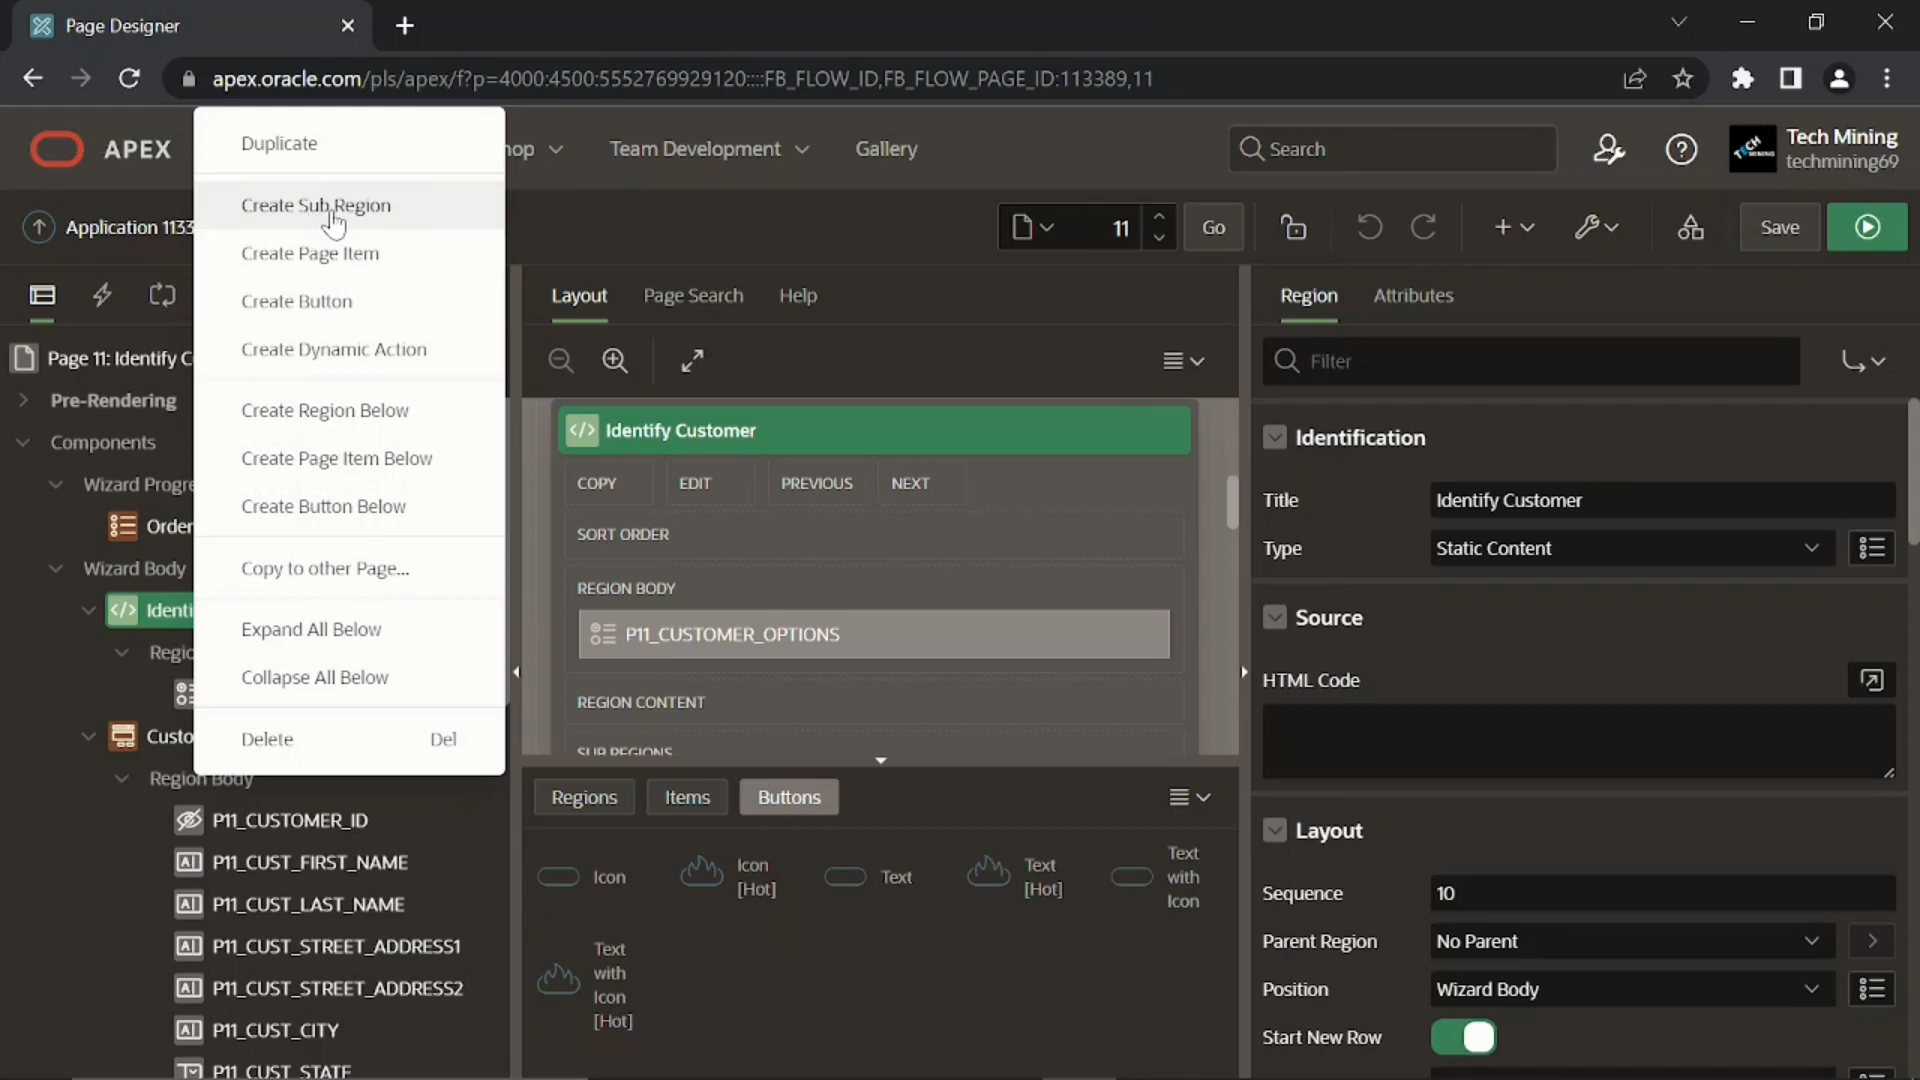 Page Designer
apex.oracle.com/pls/apex/f?p=4000:4500:5552769929120::::FB_FLOW_ID,FB_FLOW_PAGE_ID:113389,11
APEX
Team Development
Gallery
Search
Tech Mining
techmining69
Application 1133
11
Go
Save
Duplicate
Create Sub Region
Create Page Item
Create Button
Create Dynamic Action
Create Region Below
Create Page Item Below
Create Button Below
Copy to other Page...
Expand All Below
Collapse All Below
Delete Del
Page 11: Identify C
Pre-Rendering
Components
Wizard Progre
Order
Wizard Body
Identi
Regio
Custo
Region Body
P11_CUSTOMER_ID
P11_CUST_FIRST_NAME
P11_CUST_LAST_NAME
P11_CUST_STREET_ADDRESS1
P11_CUST_STREET_ADDRESS2
P11_CUST_CITY
P11_CUST_STATE
Layout Page Search Help
Identify Customer
COPY EDIT PREVIOUS NEXT
SORT ORDER
REGION BODY
P11_CUSTOMER_OPTIONS
REGION CONTENT
SUB REGIONS
Regions Items Buttons
Icon
Icon
[Hot]
Text
Text
[Hot]
Text
with
Icon
Text
with
Icon
[Hot]
Region Attributes
Filter
Identification
Title Identify Customer
Type Static Content
Source
HTML Code
Layout
Sequence 10
Parent Region No Parent
Position Wizard Body
Start New Row